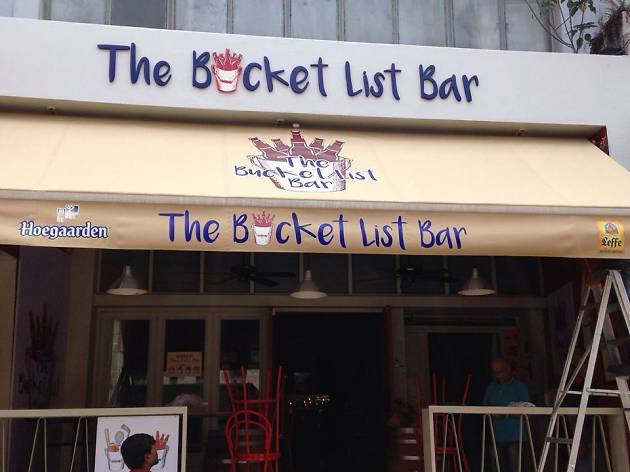 The Bucket List Bar
The
Bucket List
Bar
Hoegaarden
The Bucket List Bar
Leffe